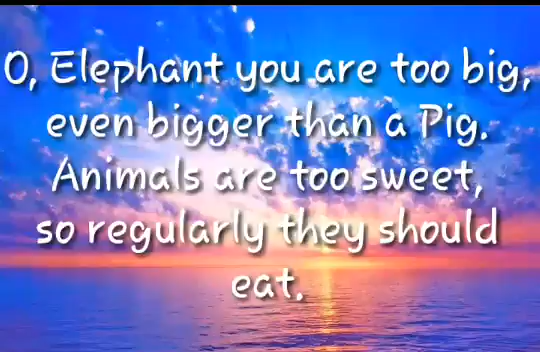 O, Elephant you are too big,
even bigger than a Pig.
Animals are too sweet,
so regularly they should
eat.